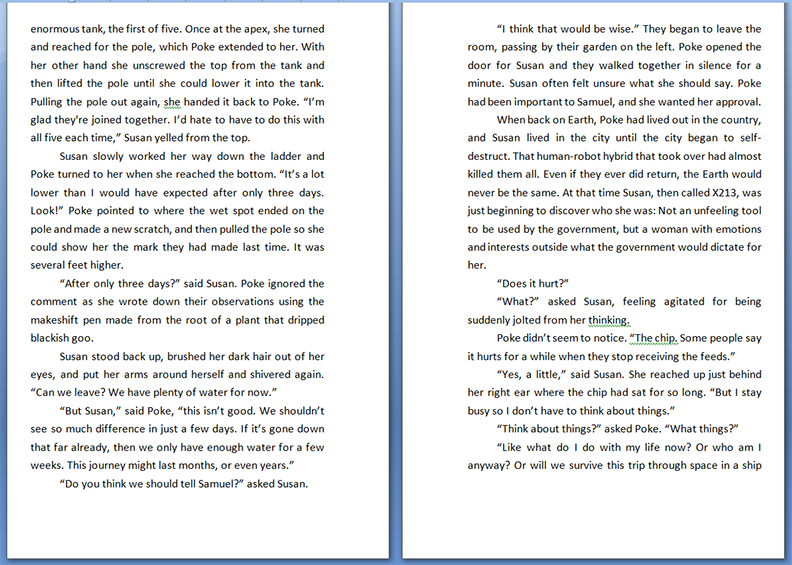 enormous tank, the first of five. Once at the apex, she turned
and reached for the pole, which Poke extended to her. With
her other hand she unscrewed the top from the tank and
then lifted the pole until she could lower it into the tank.
Pulling the pole out again, she handed it back to Poke. “I’m
glad they're joined together. I’d hate to have to do this with
all five each time,” Susan yelled from the top.
Susan slowly worked her way down the ladder and
Poke turned to her when she reached the bottom. “It’s a lot
lower than I would have expected after only three days.
Look!” Poke pointed to where the wet spot ended on the
pole and made a new scratch, and then pulled the pole so she
could show her the mark they had made last time. It was
several feet higher.
“After only three days?” said Susan. Poke ignored the
comment as she wrote down their observations using the
makeshift pen made from the root of a plant that dripped
blackish goo.
Susan stood back up, brushed her dark hair out of her
eyes, and put her arms around herself and shivered again.
“Can we leave? We have plenty of water for now.”
“But Susan,” said Poke, “this isn’t good. We shouldn’t
see so much difference in just a few days. If it’s gone down
that far already, then we only have enough water for a few
weeks. This journey might last months, or even years.”
“Do you think we should tell Samuel?” asked Susan.
“I think that would be wise.” They began to leave the
room, passing by their garden on the left. Poke opened the
door for Susan and they walked together in silence for a
minute. Susan often felt unsure what she should say. Poke
had been important to Samuel, and she wanted her approval.
When back on Earth, Poke had lived out in the country,
and Susan lived in the city until the city began to self-
destruct. That human-robot hybrid that took over had almost
killed them all. Even if they ever did return, the Earth would
never be the same. At that time Susan, then called X213, was
just beginning to discover who she was: Not an unfeeling tool
to be used by the government, but a woman with emotions
and interests outside what the government would dictate for
her.
“Does it hurt?”
“What?” asked Susan, feeling agitated for being
suddenly jolted from her thinking.
Poke didn’t seem to notice. “The chip. Some people say
it hurts for a while when they stop receiving the feeds.”
“Yes, a little,” said Susan. She reached up just behind
her right ear where the chip had sat for so long. “But I stay
busy so I don’t have to think about things.”
“Think about things?” asked Poke. “What things?”
“Like what do I do with my life now? Or who am I
anyway? Or will we survive this trip through space in a ship